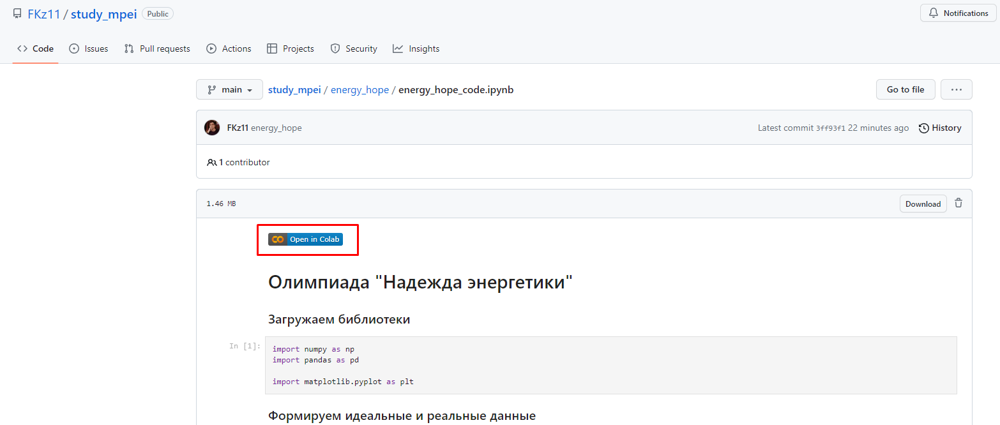 FKz11 / study_mpei Public
Notifications
Code Issues Pull requests Actions Projects Security Insights
main study_mpei / energy_hope / energy_hope_code.ipynb Go to file ...
FKz11 energy_hope Latest commit 3ff93f1 22 minutes ago History
1 contributor
1.46 MB Download
CO Open in Colab
Олимпиада "Надежда энергетики"
Загружаем библиотеки
In [1]:
import numpy as np
import pandas as pd
import matplotlib.pyplot as plt
Формируем идеальные и реальные данные